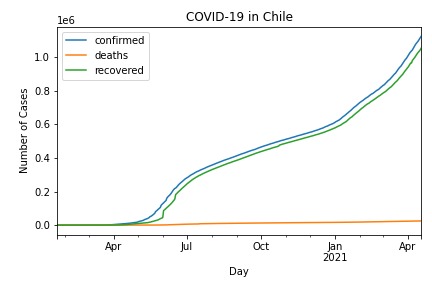 COVID-19 in Chile
1e6
confirmed
deaths
recovered
Number of Cases
1.0
0.8
0.6
0.4
0.2
0.0
Apr
Jul
Oct
Jan
2021
Apr
Day